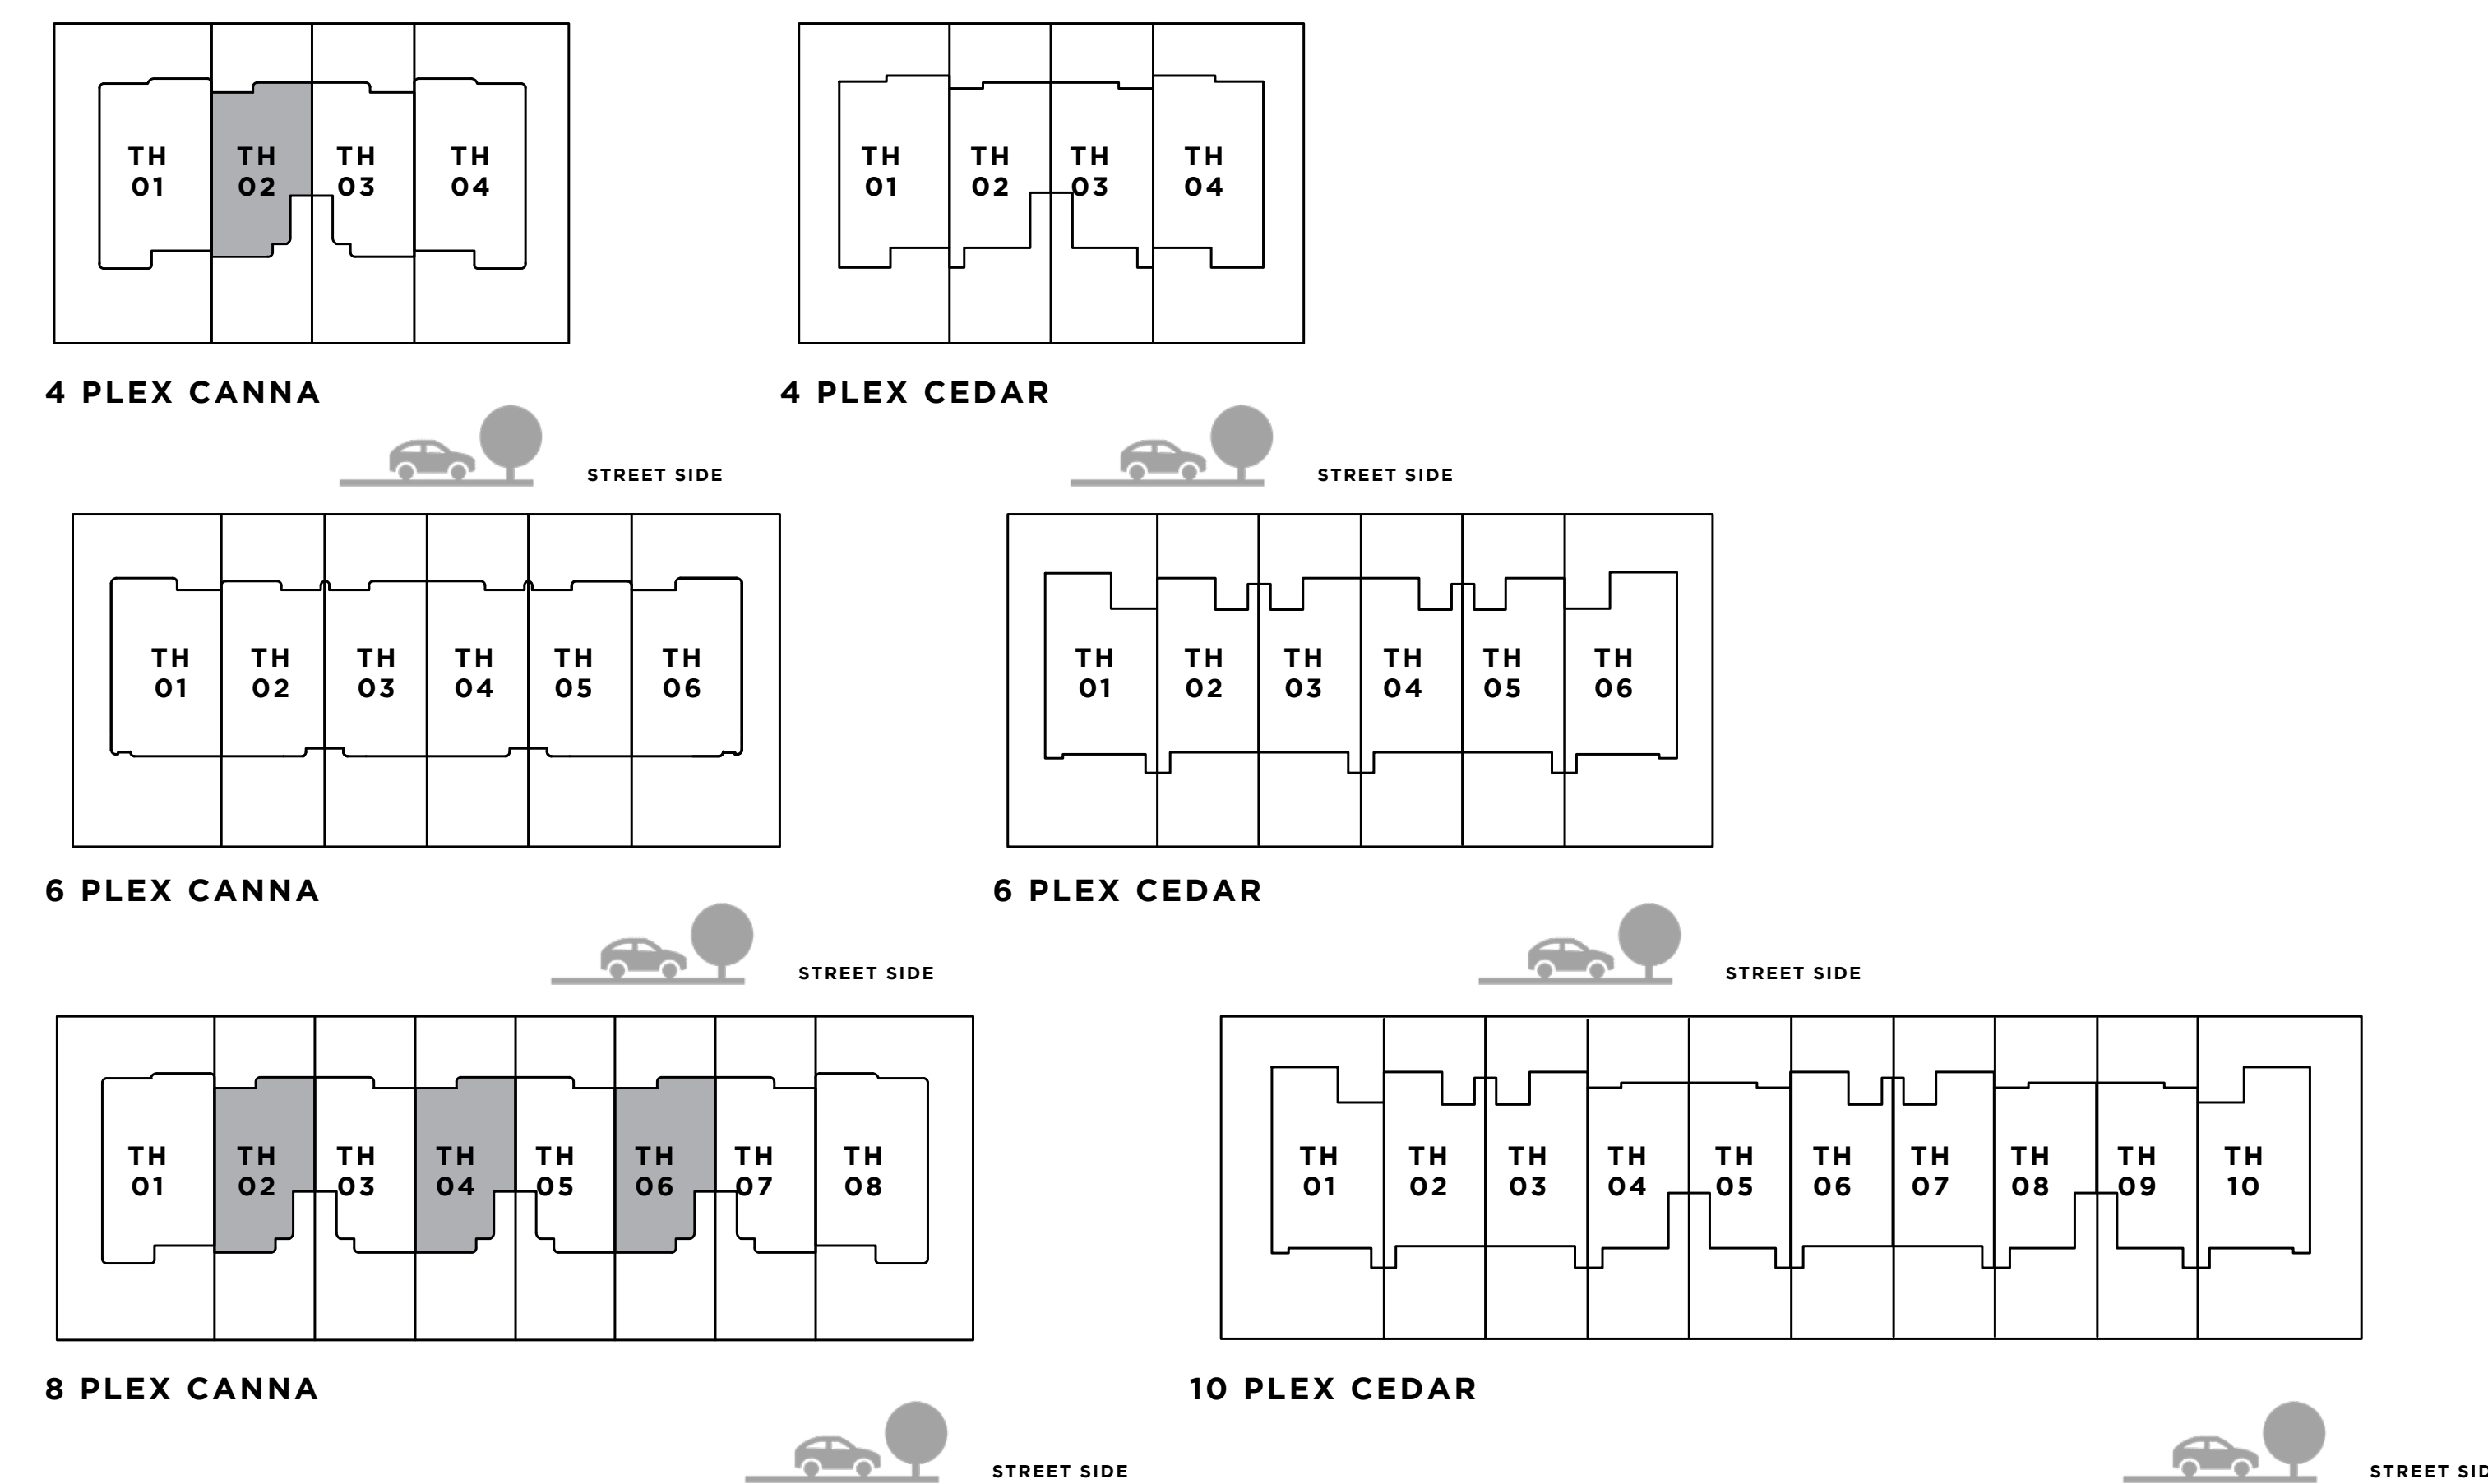 TH TH TH TH
01 02 03 04
4 PLEX CANNA
STREET SIDE
TH TH TH TH
01 02 03 04
4 PLEX CEDAR
STREET SIDE
TH TH TH TH TH TH
01 02 03 04 05 06
6 PLEX CANNA
STREET SIDE
TH TH TH TH TH TH
01 02 03 04 05 06
6 PLEX CEDAR
STREET SIDE
TH TH TH TH TH TH TH TH
01 02 03 04 05 06 07 08
8 PLEX CANNA
STREET SIDE
TH TH TH TH TH TH TH TH TH TH
01 02 03 04 05 06 07 08 09 10
10 PLEX CEDAR
STREET SID